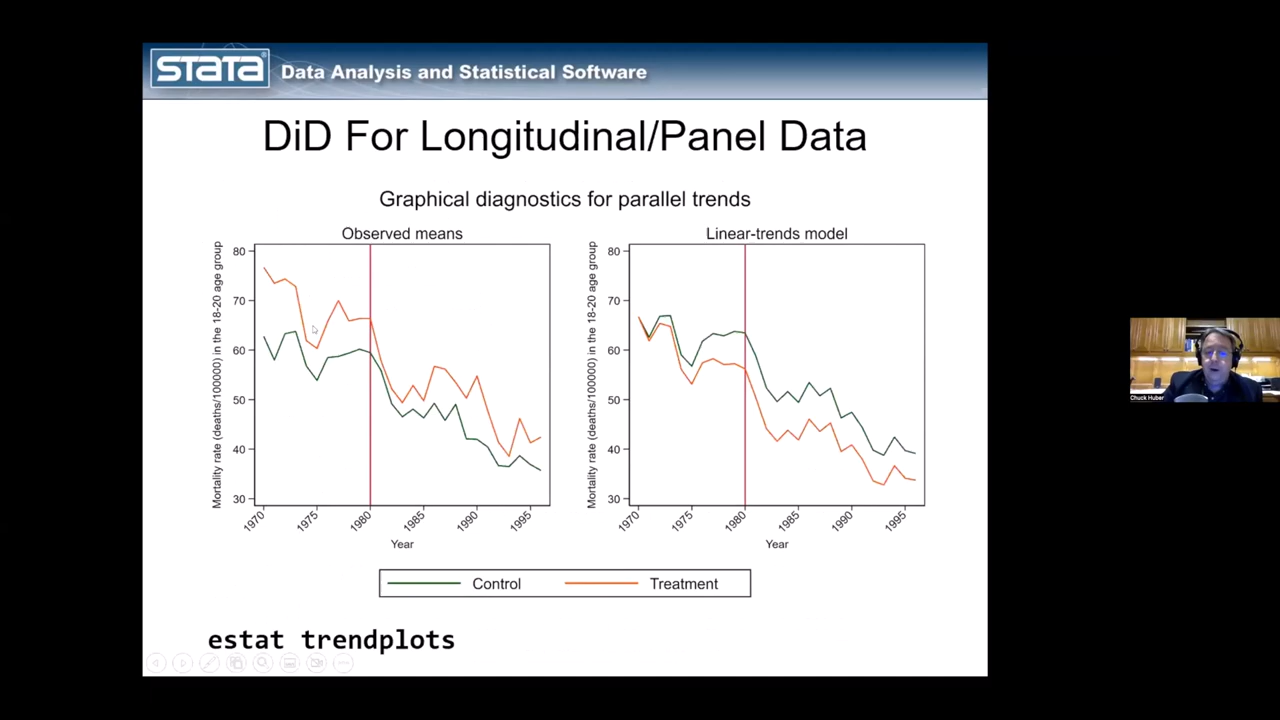 STATA Data Analysis and Statistical Software
DiD For Longitudinal/Panel Data
Graphical diagnostics for parallel trends
Observed means
Mortality rate (deaths/100000) in the 18-20 age group
80
70
60
50
40
30
1970
1975
1980
1985
1990
1995
Year
Linear-trends model
Mortality rate (deaths/100000) in the 18-20 age group
80
70
60
50
40
30
1970
1975
1980
1985
1990
1995
Year
Control
Treatment
estat trendplots
Chuck Huber